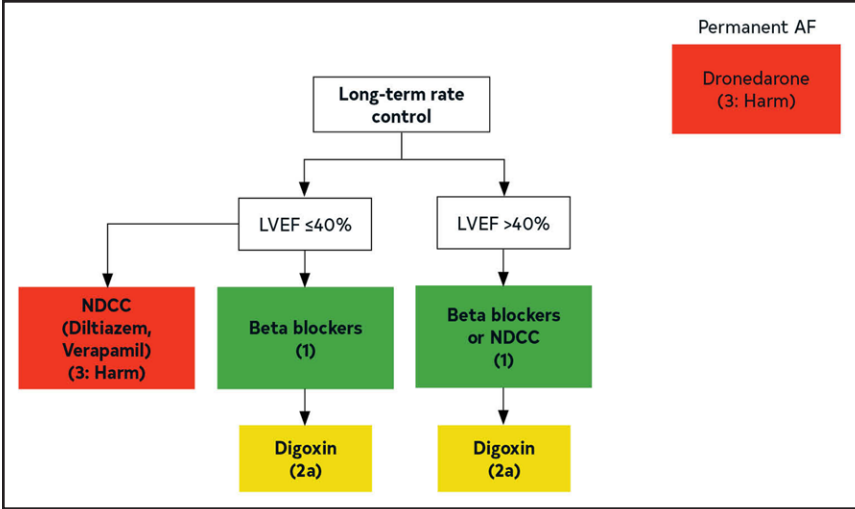 Permanent AF
Dronedarone
(3: Harm)
Long-term rate
control
LVEF ≤40%
LVEF >40%
NDCC
(Diltiazem,
Verapamil)
(3: Harm)
Beta blockers
(1)
Beta blockers
or NDCC
(1)
Digoxin
(2a)
Digoxin
(2a)